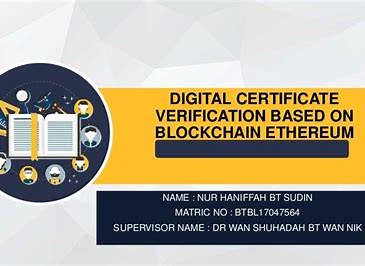 DIGITAL CERTIFICATE
VERIFICATION BASED ON
BLOCKCHAIN ETHEREUM
NAME : NUR HANIFFAH BT SUDIN
MATRIC NO : BTBL17047564
SUPERVISOR NAME : DR WAN SHUHADAH BT WAN NIK